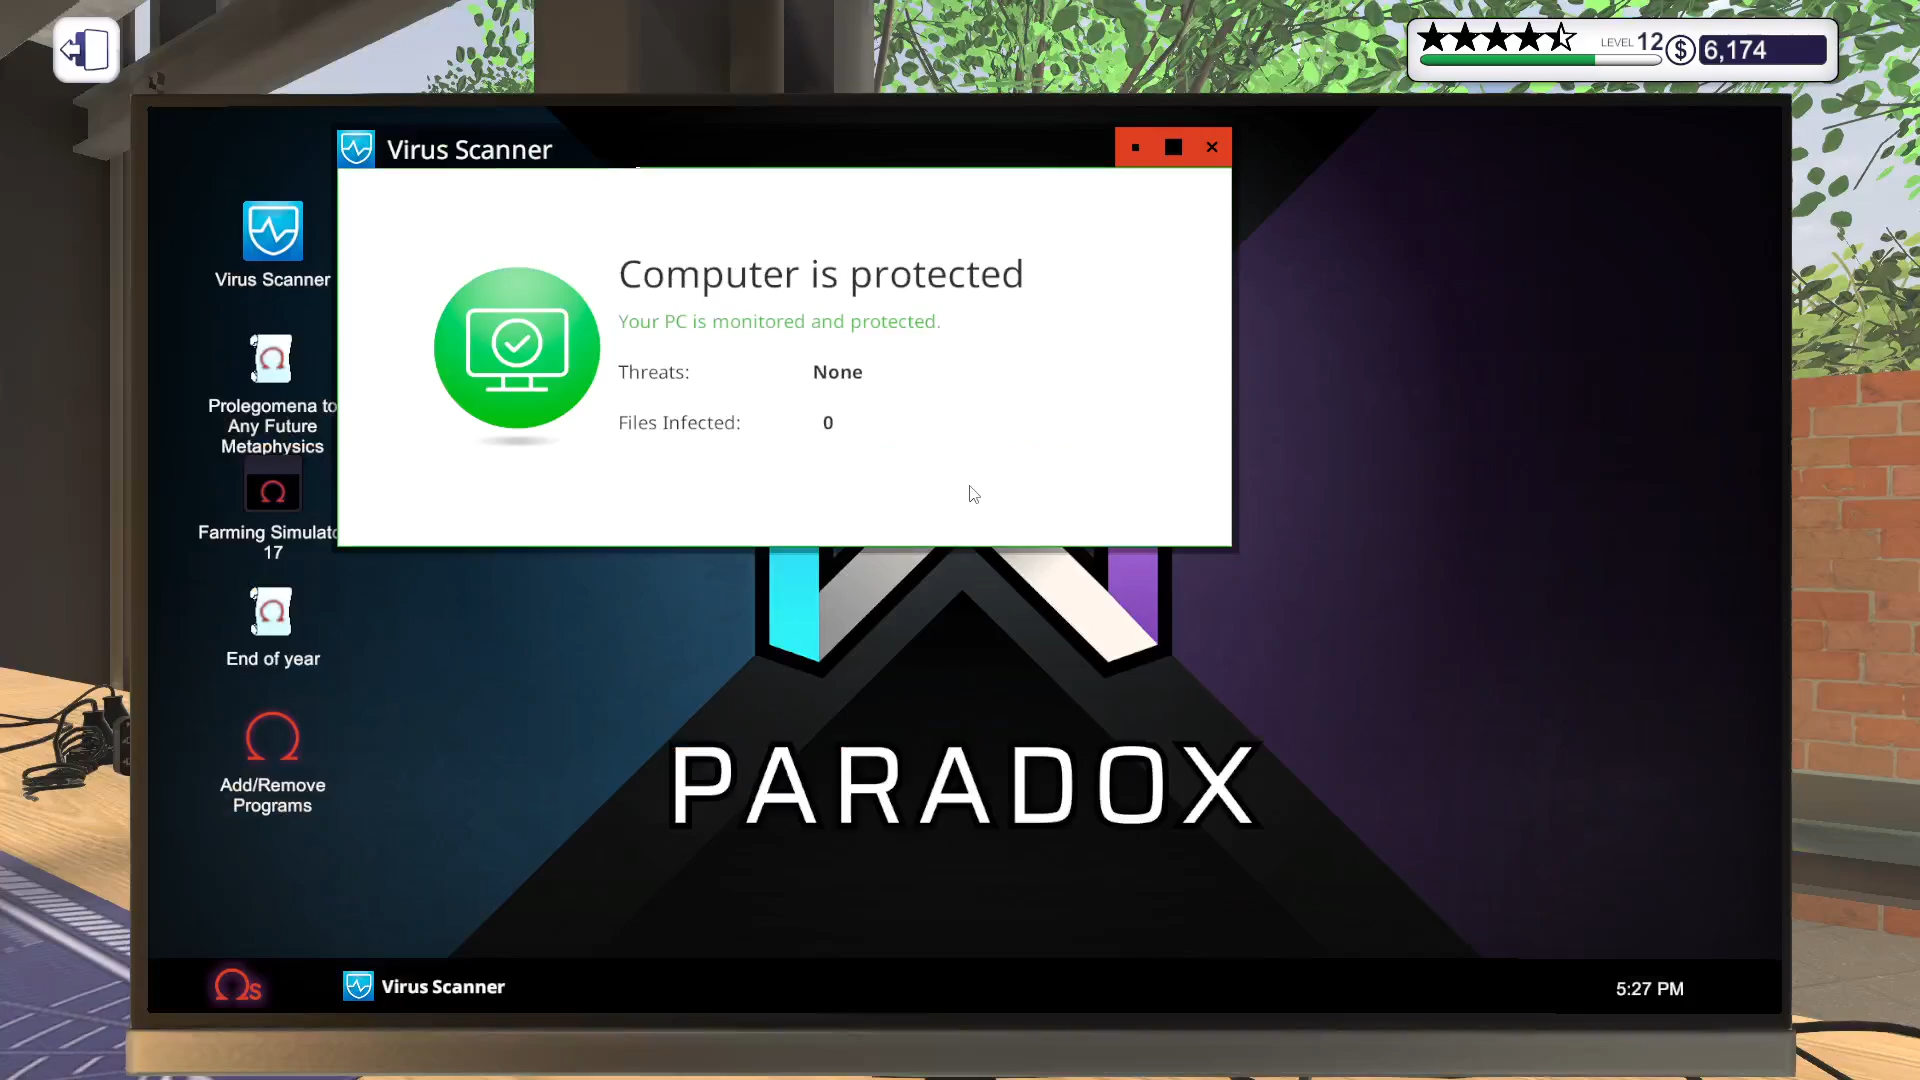 LEVEL 12
$ 6,174
Virus Scanner
Virus Scanner
Computer is protected
Your PC is monitored and protected.
Threats: None
Files Infected: 0
Prolegomena to
Any Future
Metaphysics
Farming Simulato
17
End of year
Add/Remove
Programs
PARADOX
Ωs
Virus Scanner
5:27 PM